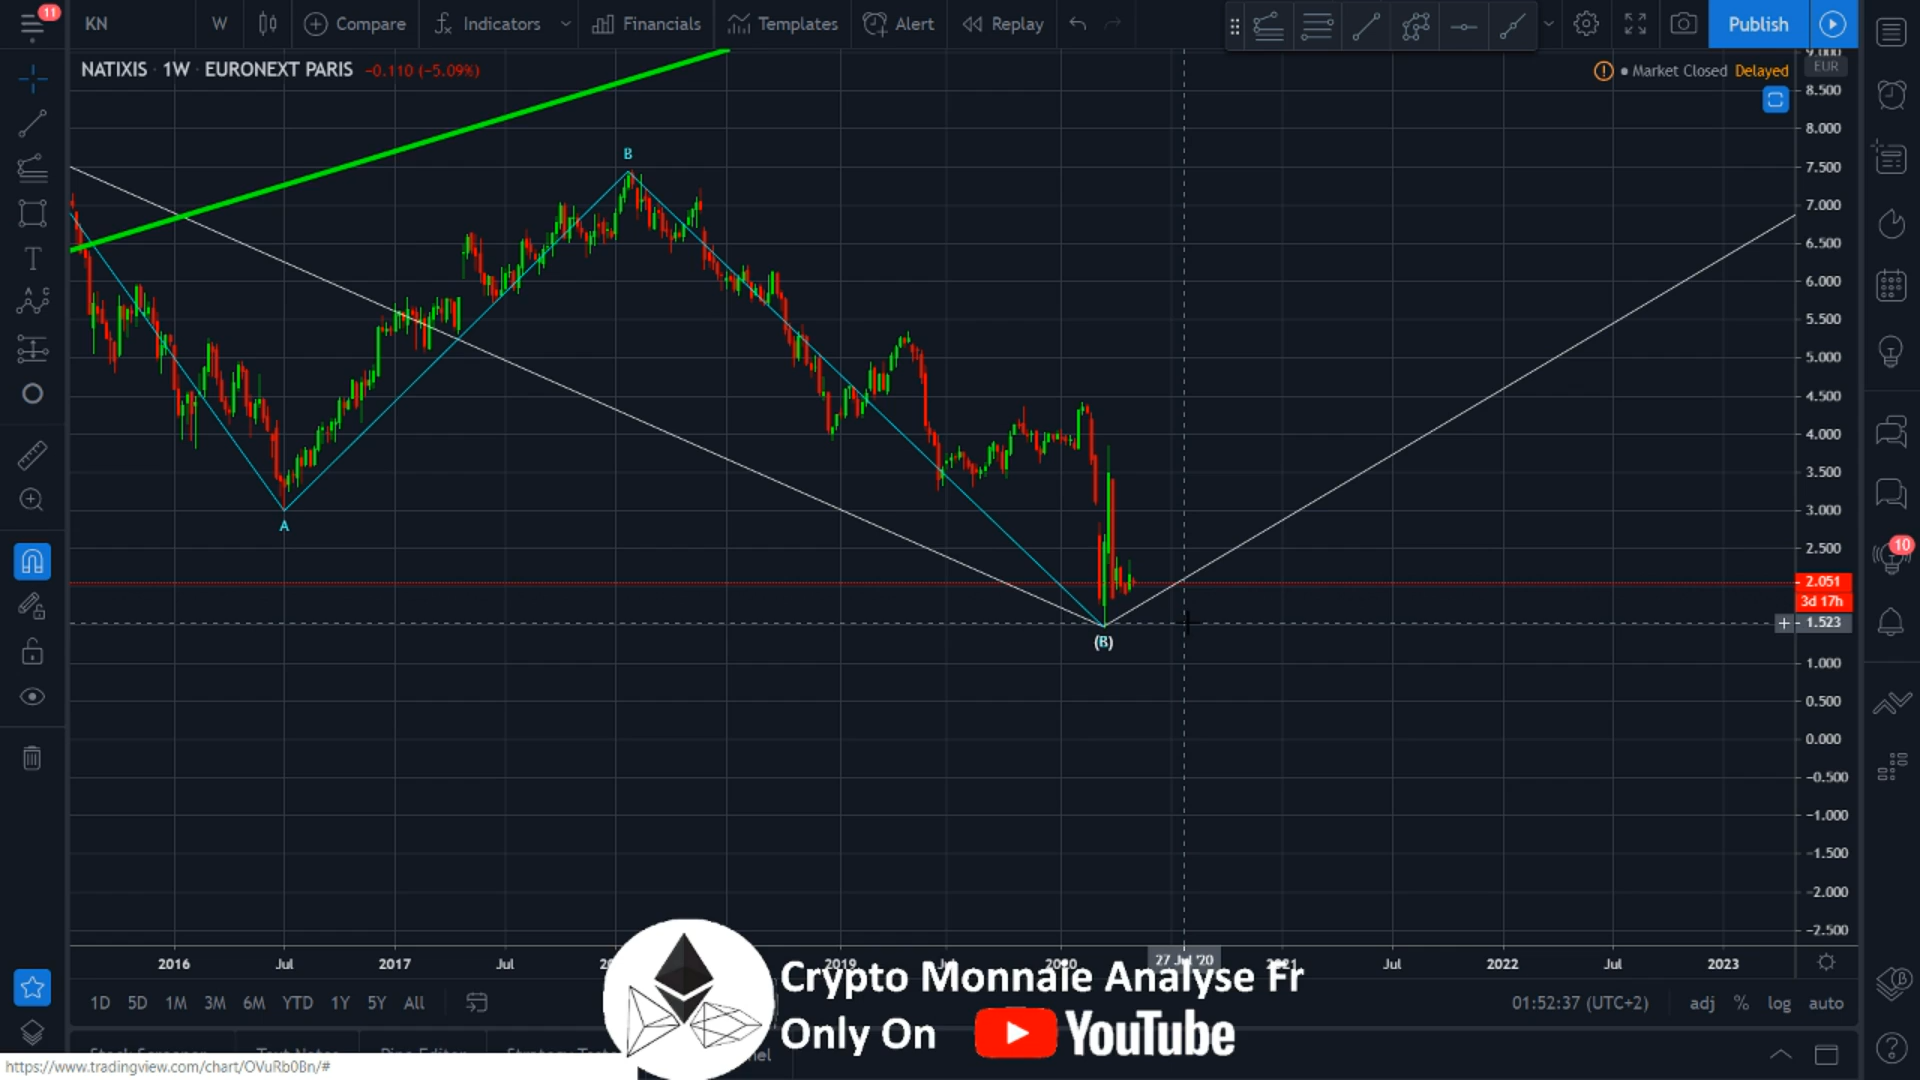 11
KN
W
Compare
Indicators
Financials
Templates
Alert
Replay
Publish
NATIXIS · 1W · EURONEXT PARIS -0.110 (-5.09%)
Market Closed Delayed
9.000
EUR
8.500
8.000
7.500
7.000
6.500
6.000
5.500
5.000
4.500
4.000
3.500
3.000
2.500
2.051
3d 17h
1.523
1.000
0.500
0.000
-0.500
-1.000
-1.500
-2.000
-2.500
B
A
(B)
10
2016 Jul 2017 Jul 2019 2020 27 Jul '20 Jul 2022 Jul 2023
1D 5D 1M 3M 6M YTD 1Y 5Y All
01:52:37 (UTC+2) adj % log auto
Crypto Monnaie Analyse Fr
Only On YouTube
https://www.tradingview.com/chart/OVuRb0Bn/#